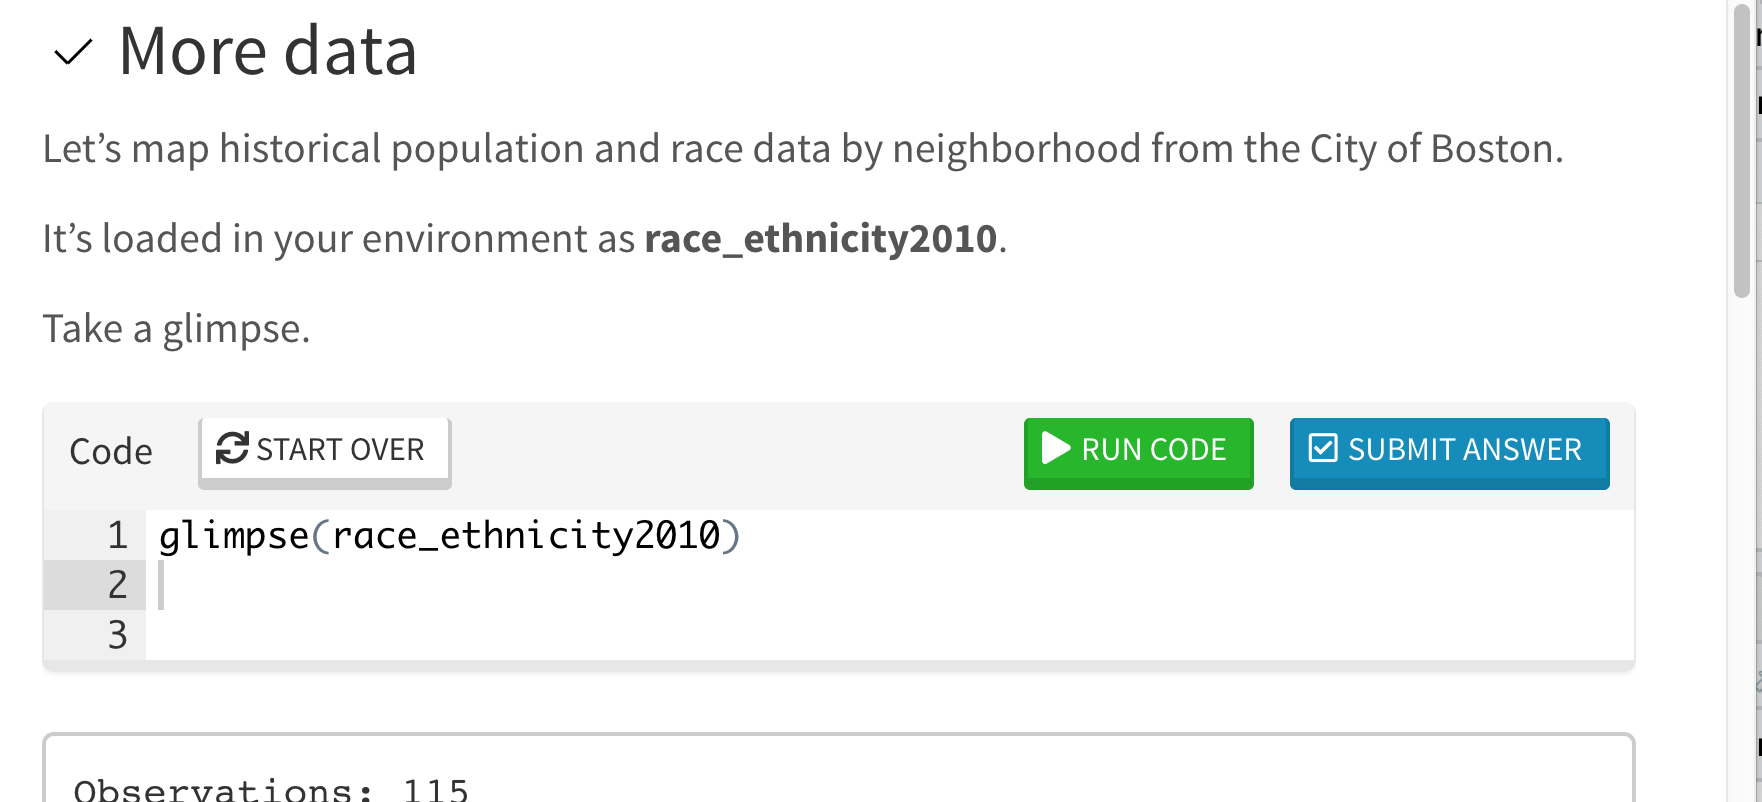 More data
Let’s map historical population and race data by neighborhood from the City of Boston.
It’s loaded in your environment as race_ethnicity2010.
Take a glimpse.
Code START OVER RUN CODE SUBMIT ANSWER
1 glimpse(race_ethnicity2010)
2
3
Observations: 115